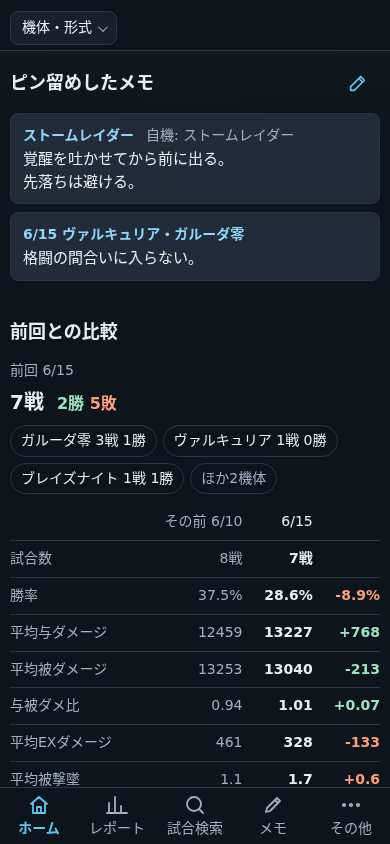 機体・形式
ピン留めしたメモ
ストームレイダー 自機: ストームレイダー
覚醒を吐かせてから前に出る。
先落ちは避ける。
6/15 ヴァルキュリア・ガルーダ零
格闘の間合いに入らない。
前回との比較
前回 6/15
7戦 2勝 5敗
ガルーダ零 3戦 1勝 ヴァルキュリア 1戦 0勝
ブレイズナイト 1戦 1勝 ほか2機体
その前 6/10 6/15
試合数 8戦 7戦
勝率 37.5% 28.6% -8.9%
平均与ダメージ 12459 13227 +768
平均被ダメージ 13253 13040 -213
与被ダメ比 0.94 1.01 +0.07
平均EXダメージ 461 328 -133
平均被撃墜 1.1 1.7 +0.6
ホーム レポート 試合検索 メモ その他